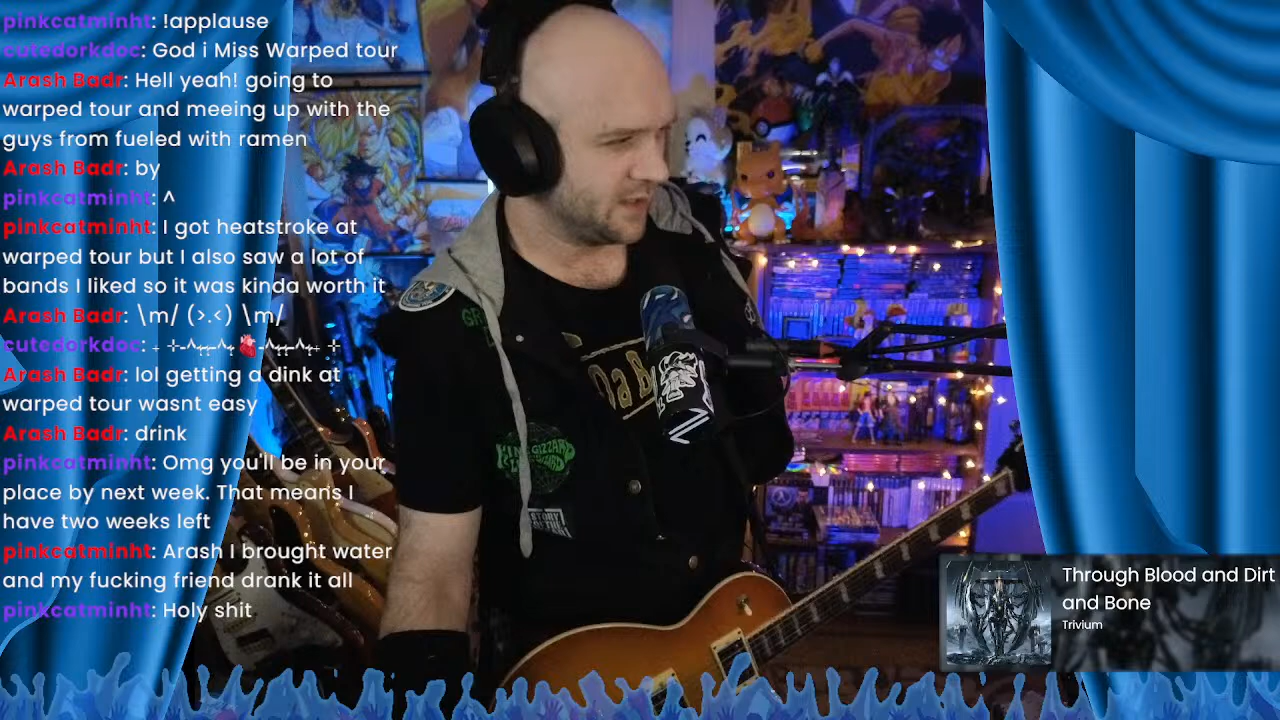 pinkcatminht: !applause
cutedorkdoc: God i Miss Warped tour
Arash Badr: Hell yeah! going to
warped tour and meeing up with the
guys from fueled with ramen
Arash Badr: by
pinkcatminht: ^
pinkcatminht: I got heatstroke at
warped tour but I also saw a lot of
bands I liked so it was kinda worth it
Arash Badr: \m/ (>.<) \m/
cutedorkdoc:
Arash Badr: lol getting a dink at
warped tour wasnt easy
Arash Badr: drink
pinkcatminht: Omg you'll be in your
place by next week. That means I
have two weeks left
pinkcatminht: Arash I brought water
and my fucking friend drank it all
pinkcatminht: Holy shit
Da B
KING GIZZARD
STORY
Through Blood and Dirt
and Bone
Trivium